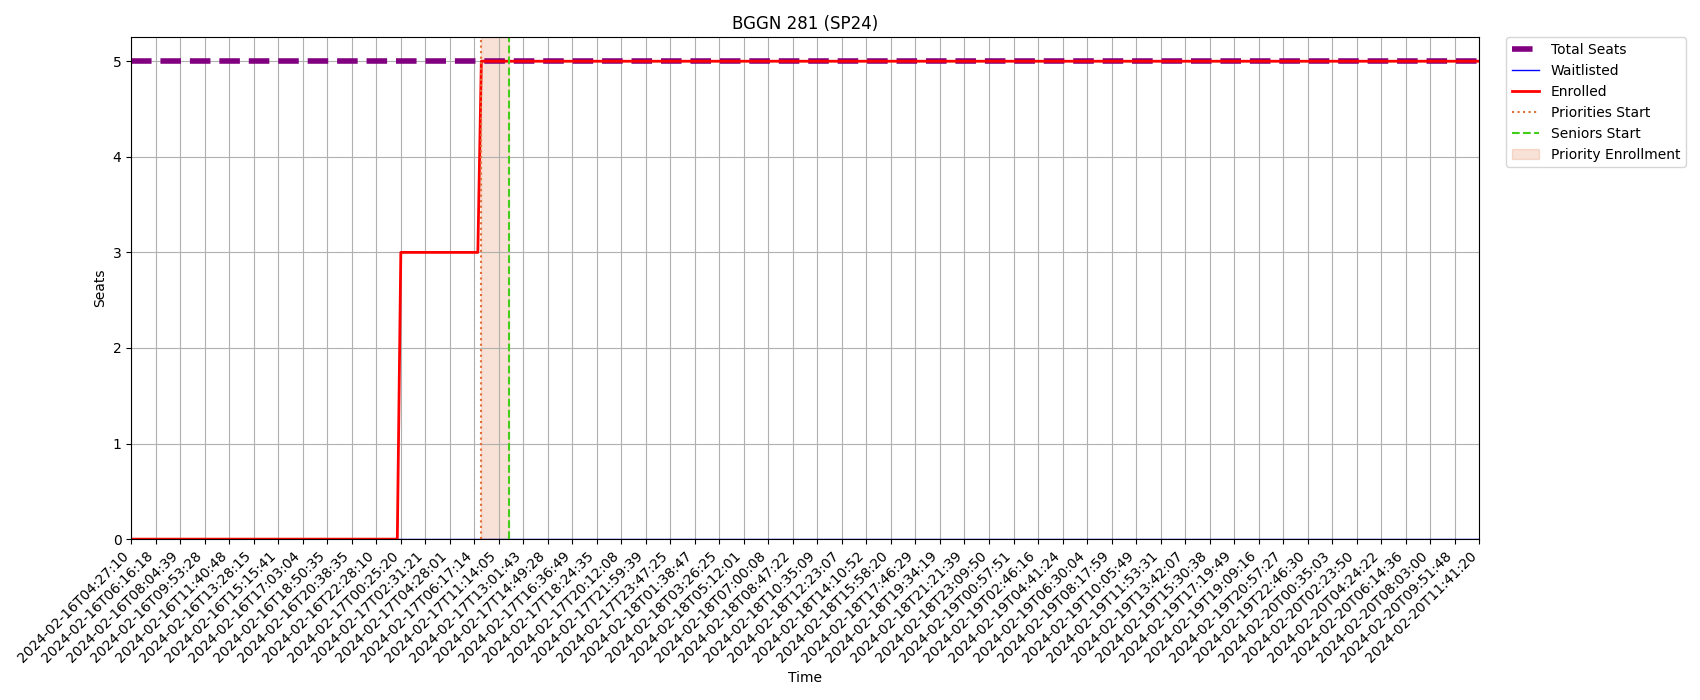 BGGN 281 (SP24)
Total Seats
Waitlisted
Enrolled
Priorities Start
Seniors Start
Priority Enrollment
Seats
5
4
3
2
1
0
2024-02-16T04:27:10
2024-02-16T06:16:18
2024-02-16T08:04:39
2024-02-16T09:53:28
2024-02-16T11:40:48
2024-02-16T13:28:15
2024-02-16T15:15:41
2024-02-16T17:03:04
2024-02-16T18:50:35
2024-02-16T20:38:35
2024-02-16T22:28:10
2024-02-17T00:25:20
2024-02-17T02:31:21
2024-02-17T04:28:01
2024-02-17T06:17:14
2024-02-17T11:14:05
2024-02-17T13:01:43
2024-02-17T14:49:28
2024-02-17T16:36:49
2024-02-17T18:24:35
2024-02-17T20:12:08
2024-02-17T21:59:39
2024-02-17T23:47:25
2024-02-18T01:38:47
2024-02-18T03:26:25
2024-02-18T05:12:01
2024-02-18T07:00:08
2024-02-18T08:47:22
2024-02-18T10:35:09
2024-02-18T12:23:07
2024-02-18T14:10:52
2024-02-18T15:58:20
2024-02-18T17:46:29
2024-02-18T19:34:19
2024-02-18T21:21:39
2024-02-18T23:09:50
2024-02-19T00:57:51
2024-02-19T02:46:16
2024-02-19T04:41:24
2024-02-19T06:30:04
2024-02-19T08:17:59
2024-02-19T10:05:49
2024-02-19T11:53:31
2024-02-19T13:42:07
2024-02-19T15:30:38
2024-02-19T17:19:49
2024-02-19T19:09:16
2024-02-19T20:57:27
2024-02-19T22:46:30
2024-02-20T00:35:03
2024-02-20T02:23:50
2024-02-20T04:24:22
2024-02-20T06:14:36
2024-02-20T08:03:00
2024-02-20T09:51:48
2024-02-20T11:41:20
Time